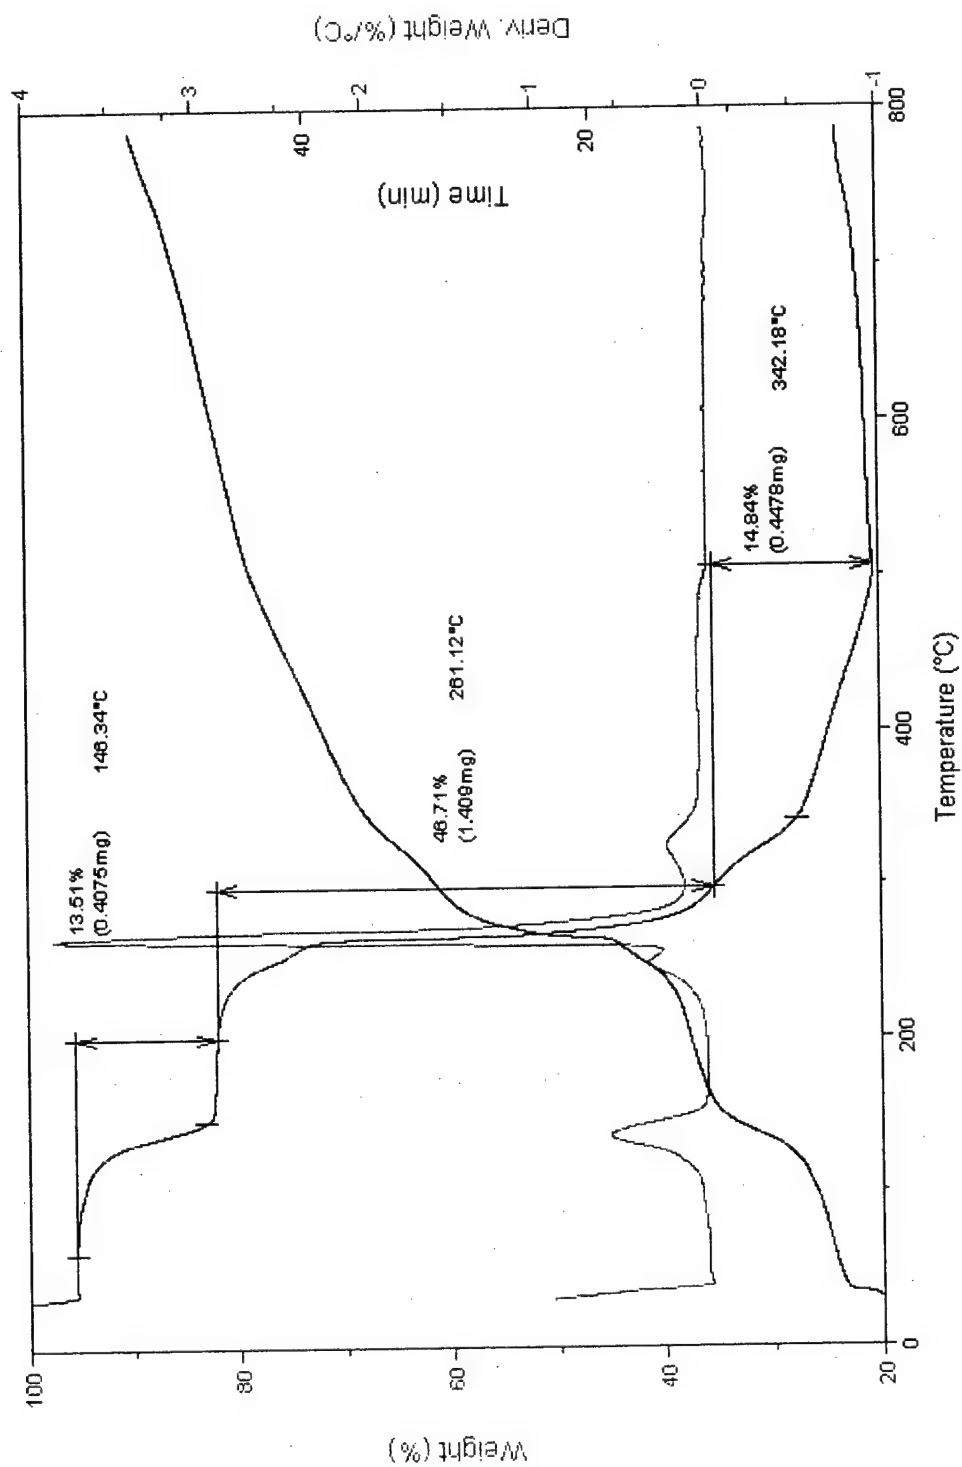 Deriv. Weight (%/°C)
4
3
2
1
0
-1
40
20
Time (min)
13.51%
(0.4075mg)
146.34°C
46.71%
(1.409mg)
261.12°C
14.84%
(0.4478mg)
342.18°C
100
80
60
40
20
Weight (%)
0
200
400
600
800
Temperature (°C)